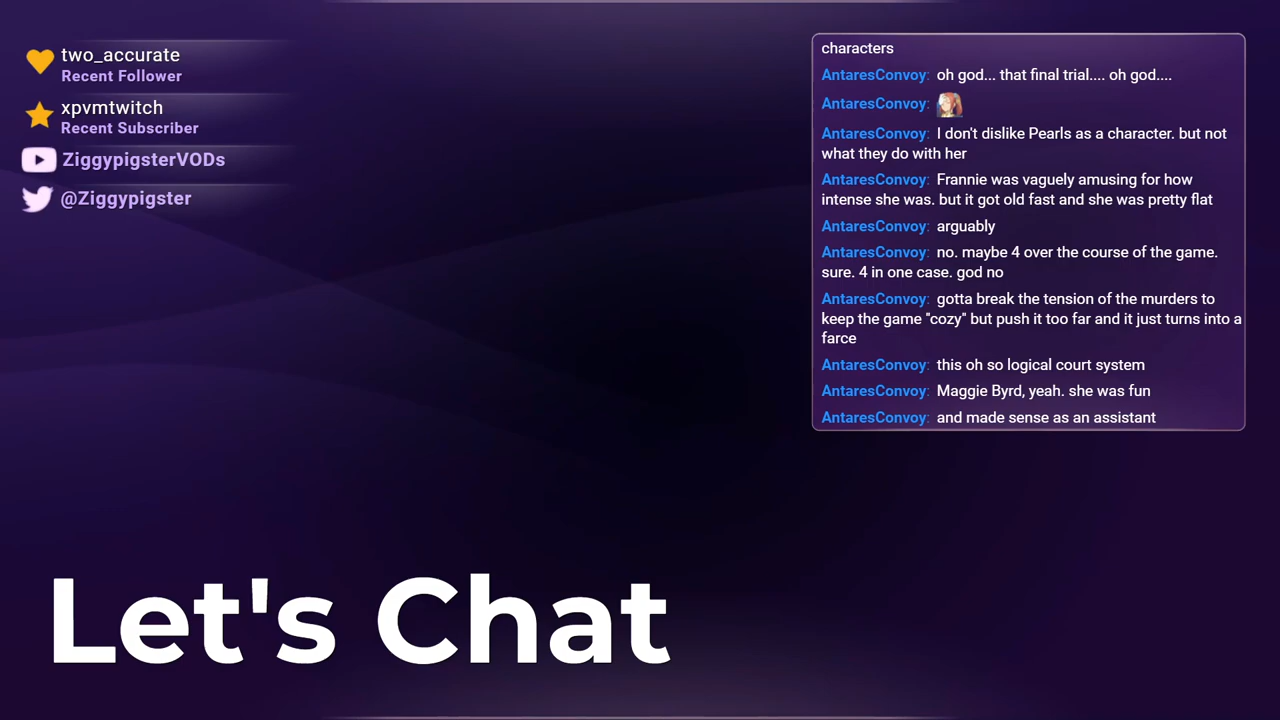 two_accurate
Recent Follower
xpvmtwitch
Recent Subscriber
ZiggypigsterVODs
@Ziggypigster
characters
AntaresConvoy: oh god... that final trial.... oh god....
AntaresConvoy:
AntaresConvoy: I don't dislike Pearls as a character. but not
what they do with her
AntaresConvoy: Frannie was vaguely amusing for how
intense she was. but it got old fast and she was pretty flat
AntaresConvoy: arguably
AntaresConvoy: no. maybe 4 over the course of the game.
sure. 4 in one case. god no
AntaresConvoy: gotta break the tension of the murders to
keep the game "cozy" but push it too far and it just turns into a
farce
AntaresConvoy: this oh so logical court system
AntaresConvoy: Maggie Byrd, yeah. she was fun
AntaresConvoy: and made sense as an assistant
Let's Chat